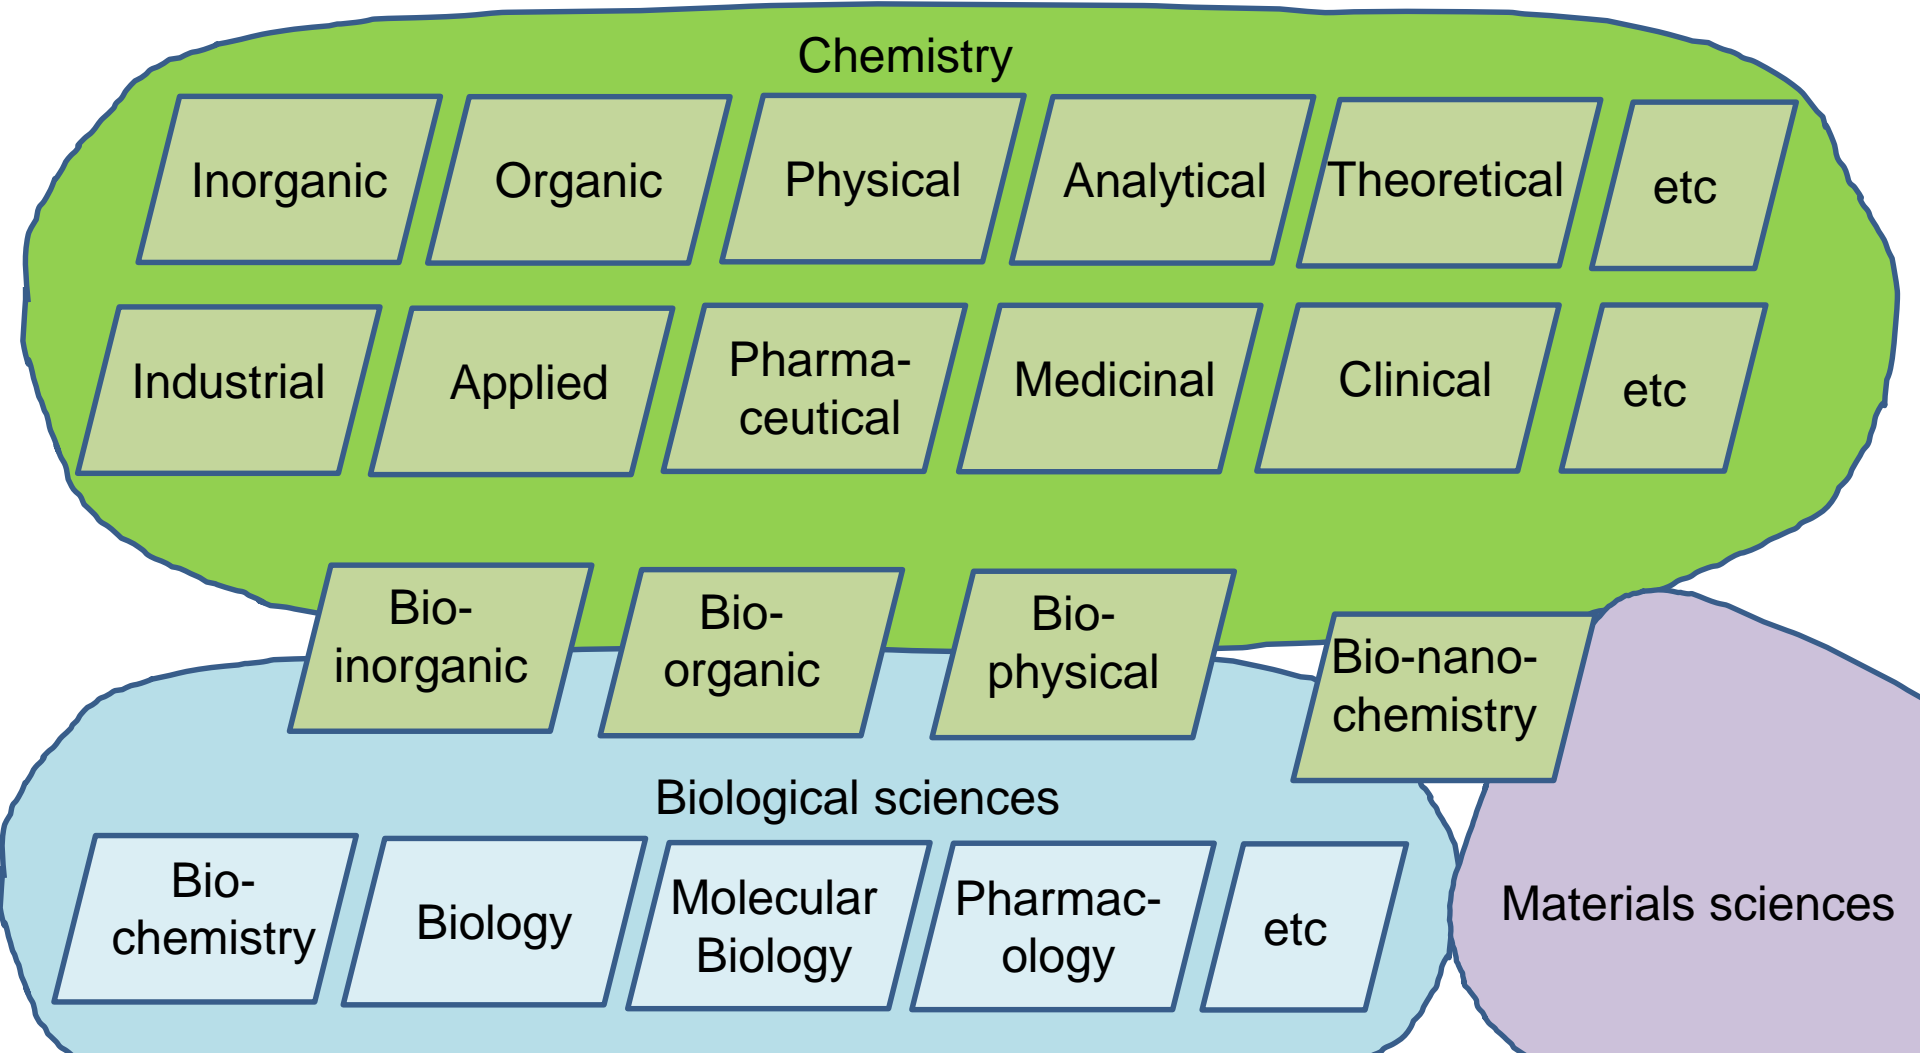 Chemistry
Inorganic
Organic
Physical
Analytical
Theoretical
etc
Industrial
Applied
Pharma-
ceutical
Medicinal
Clinical
etc
Bio-
inorganic
Bio-
organic
Bio-
physical
Bio-nano-
chemistry
Biological sciences
Bio-
chemistry
Biology
Molecular
Biology
Pharmac-
ology
etc
Materials sciences